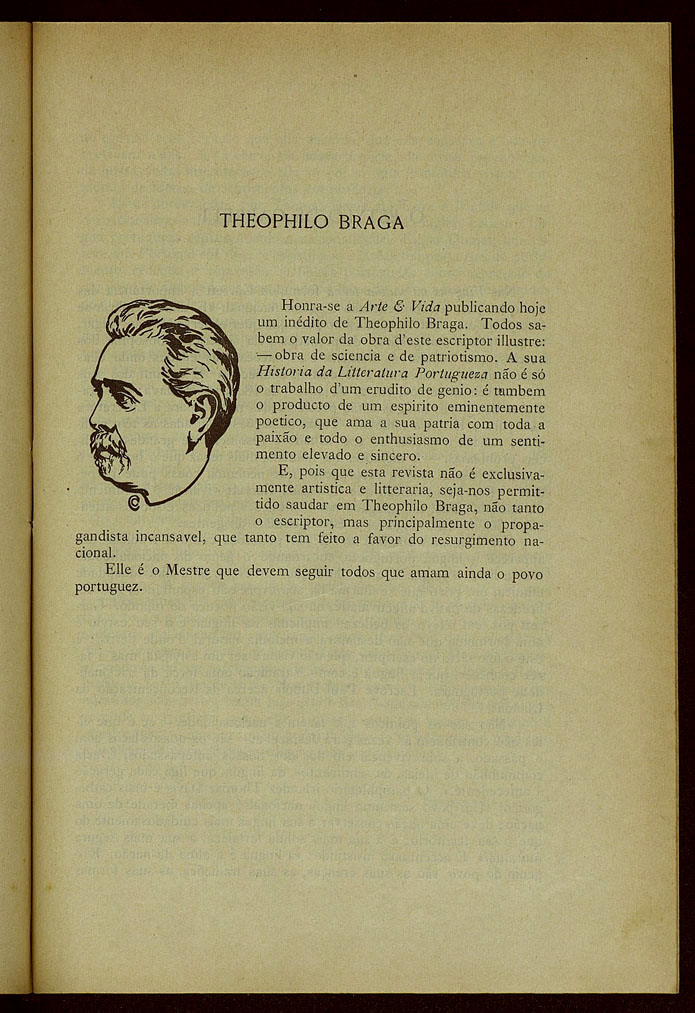 THEOPHILO BRAGA
Honra-se a Arte & Vida publicando hoje
um inédito de Theophilo Braga. Todos sa-
bem o valor da obra d'este escriptor illustre:
— obra de sciencia e de patriotismo. A sua
Historia da Litteratura Portugueza não é só
o trabalho d'um erudito de genio: é tambem
o producto de um espirito eminentemente
poetico, que ama a sua patria com toda a
paixão e todo o enthusiasmo de um senti-
mento elevado e sincero.
E, pois que esta revista não é exclusiva-
mente artistica e litteraria, seja-nos permit-
tido saudar em Theophilo Braga, não tanto
o escriptor, mas principalmente o propa-
gandista incansavel, que tanto tem feito a favor do resurgimento na-
cional.
Elle é o Mestre que devem seguir todos que amam ainda o povo
portuguez.